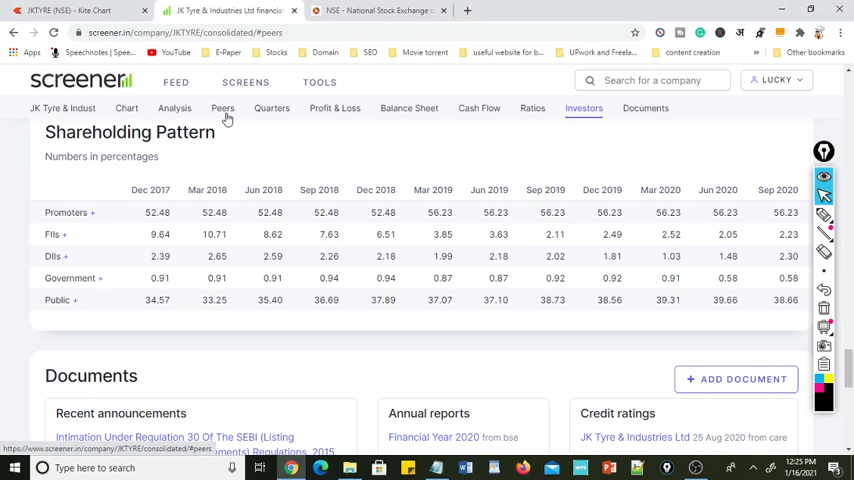 JKTYRE (NSE) - Kite Chart
JK Tyre & Industries Ltd financial
NSE - National Stock Exchange o
screener.in/company/JKTYRE/consolidated/#peers
Apps Speechnotes | Spee... YouTube E-Paper Stocks Domain SEO Movie torrent useful website for b... UPwork and Freelan... content creation Other bookmarks
screener FEED SCREENS TOOLS Search for a company LUCKY
JK Tyre & Indust Chart Analysis Peers Quarters Profit & Loss Balance Sheet Cash Flow Ratios Investors Documents
Shareholding Pattern
Numbers in percentages
Dec 2017 Mar 2018 Jun 2018 Sep 2018 Dec 2018 Mar 2019 Jun 2019 Sep 2019 Dec 2019 Mar 2020 Jun 2020 Sep 2020
Promoters + 52.48 52.48 52.48 52.48 52.48 56.23 56.23 56.23 56.23 56.23 56.23 56.23
FIIs + 9.64 10.71 8.62 7.63 6.51 3.85 3.63 2.11 2.49 2.52 2.05 2.23
DIIs + 2.39 2.65 2.59 2.26 2.18 1.99 2.18 2.02 1.81 1.03 1.48 2.30
Government + 0.91 0.91 0.91 0.94 0.94 0.87 0.87 0.92 0.92 0.91 0.58 0.58
Public + 34.57 33.25 35.40 36.69 37.89 37.07 37.10 38.73 38.56 39.31 39.66 38.66
Documents
+ ADD DOCUMENT
Recent announcements Annual reports Credit ratings
Intimation Under Regulation 30 Of The SEBI (Listing Financial Year 2020 from bse JK Tyre & Industries Ltd 25 Aug 2020 from care
Requirements) Regulations, 2015.
https://www.screener.in/company/JKTYRE/consolidated/#peers
Type here to search
12:25 PM
1/16/2021